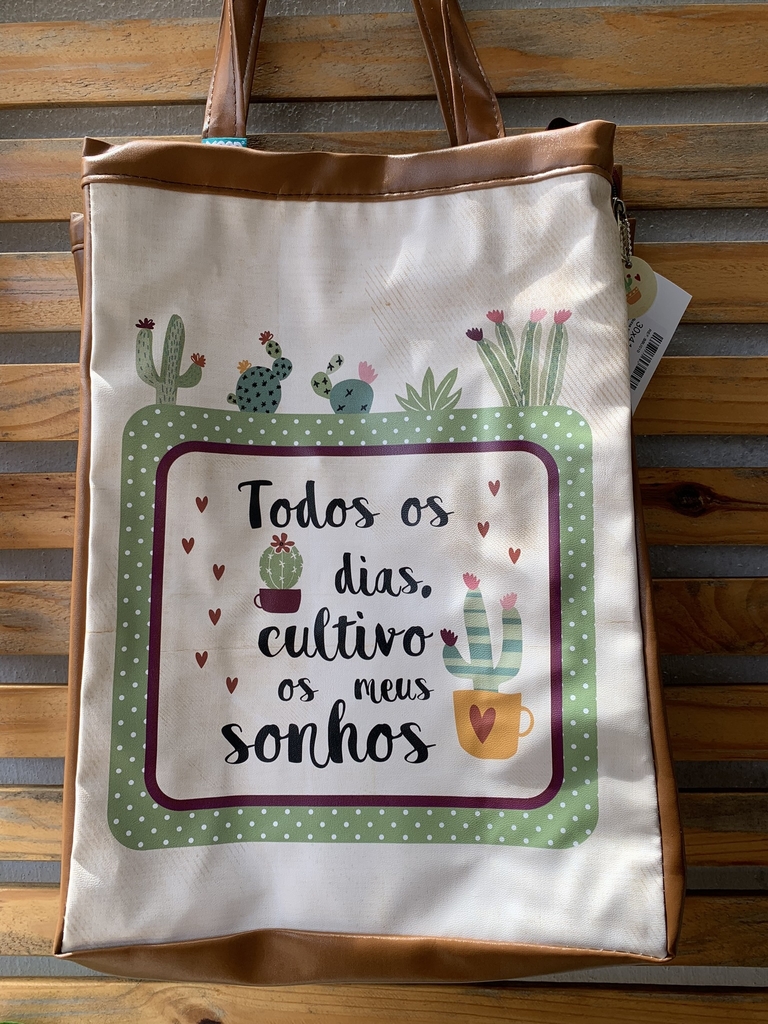 Todos os
dias,
cultivo
os meus
sonhos